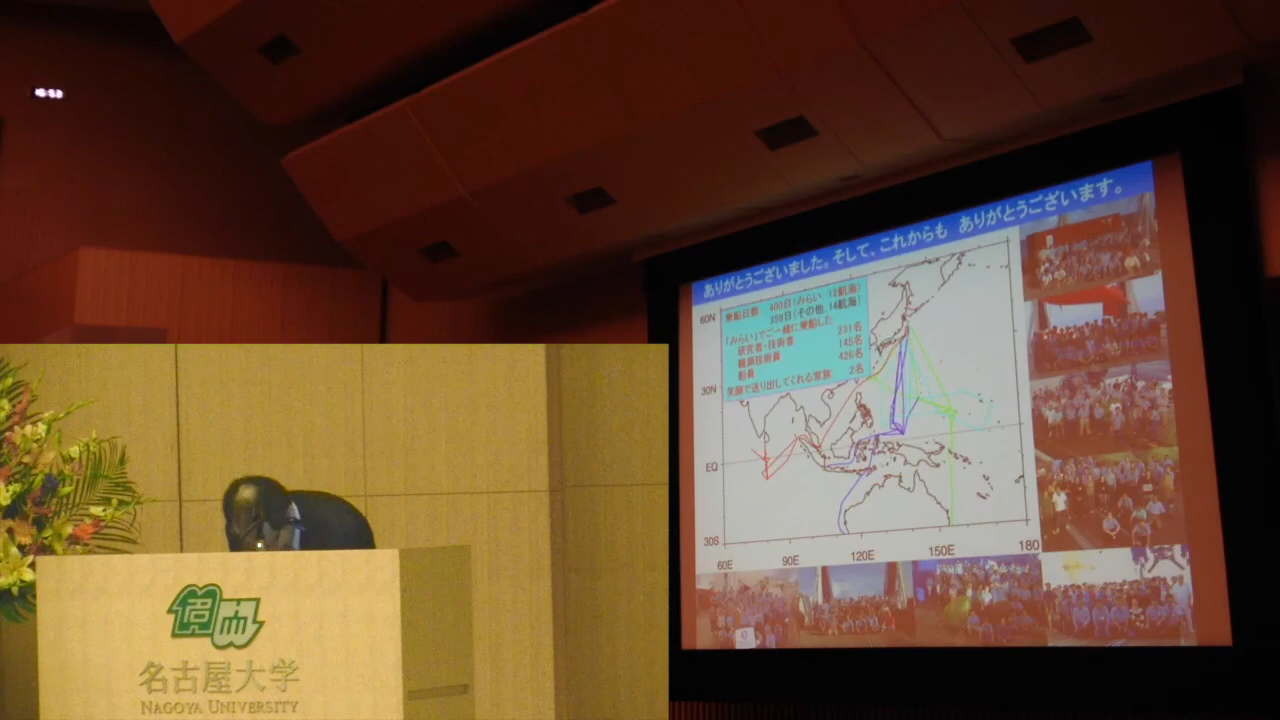 16:53
ありがとうございました。そして、これからも ありがとうございます。
乗船日数 400日(みらい、12航海)
359日(その他、14航海)
「みらい」でご一緒に乗船した
研究者・技術者 231名
観測技術員 145名
船員 426名
笑顔で送り出してくれる家族 2名
60N
30N
EQ
30S
60E 90E 120E 150E 180
名古屋大学
NAGOYA UNIVERSITY